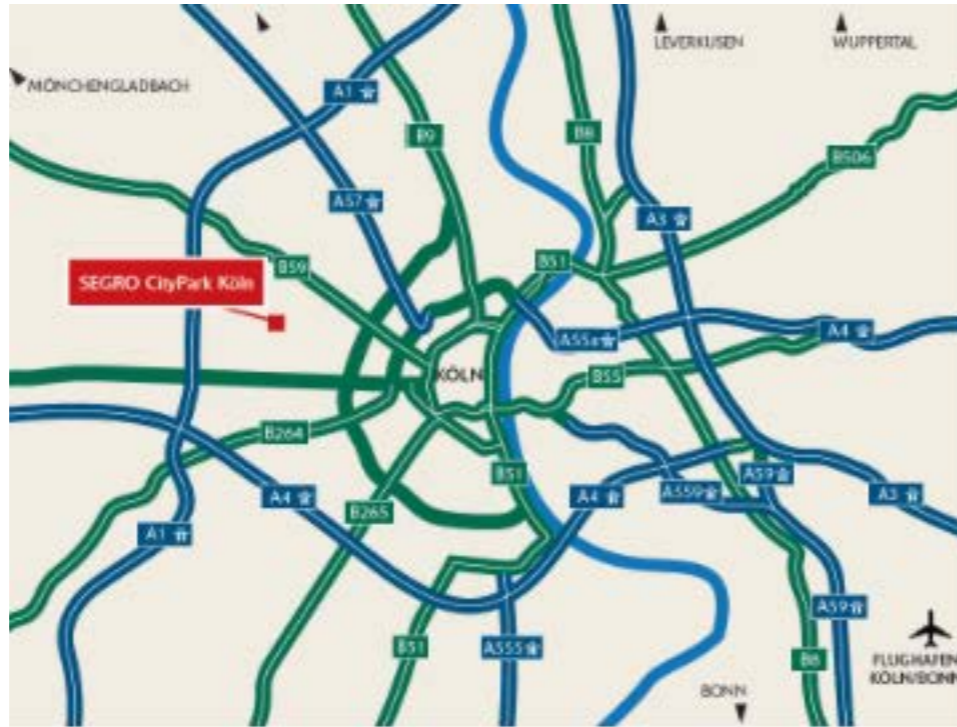 LEVERKUSEN
WUPPERTAL
MÖNCHENGLADBACH
A1
B9
B8
B506
A57
A3
B59
B51
SEGRO CityPark Köln
A55a
A4
KÖLN
B55
B264
B51
A59
A4
B265
A4
A559
A3
A1
A59
B51
A555
B8
FLUGHAFEN
KÖLN/BONN
BONN